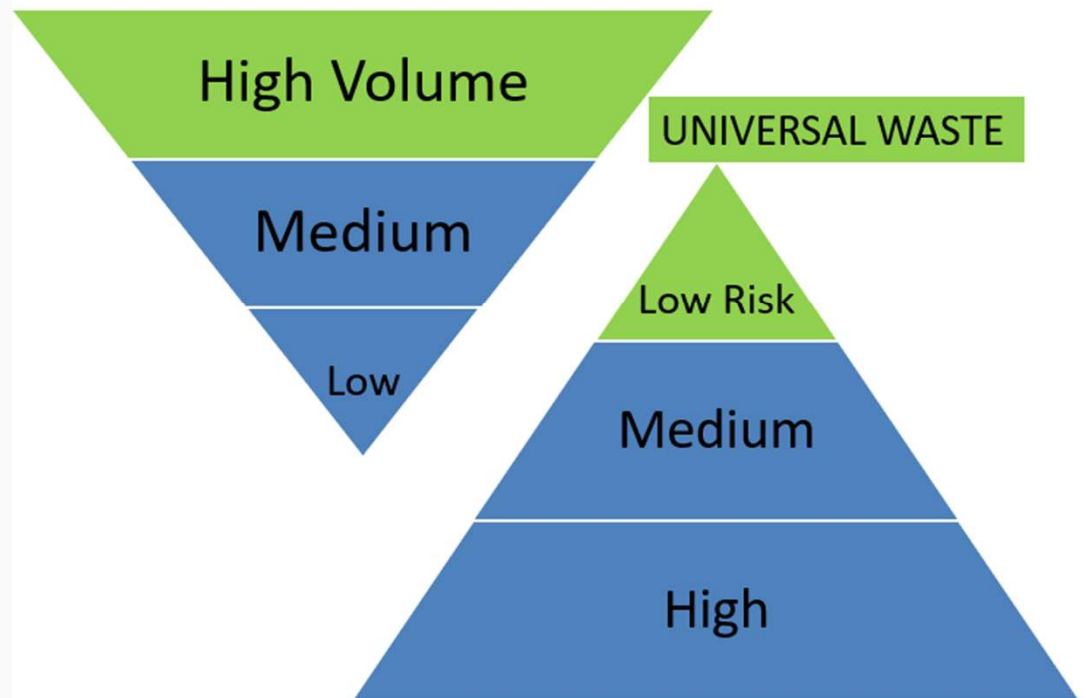 High Volume
Medium
Low
UNIVERSAL WASTE
Low Risk
Medium
High